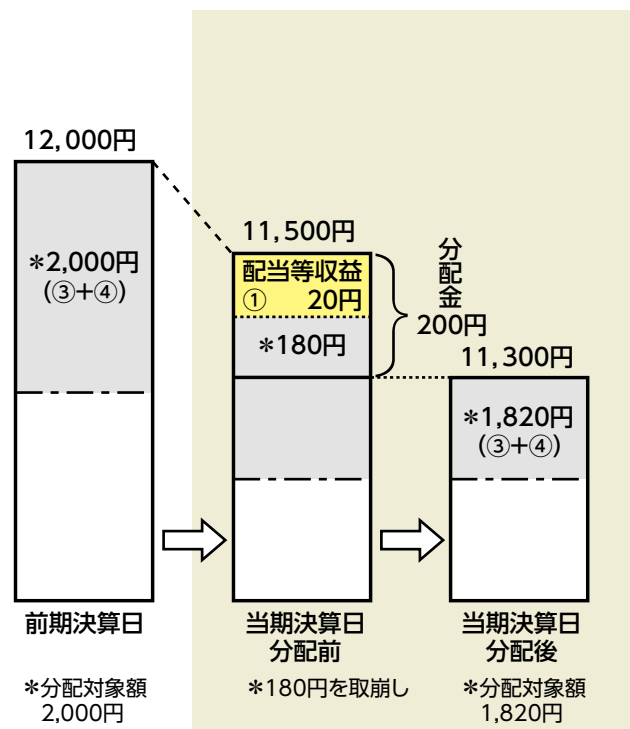 12,000円
*2,000円
(③+④)
前期決算日
*分配対象額
2,000円
11,500円
配当等収益
① 20円
*180円
分配金
200円
当期決算日
分配前
*180円を取崩し
11,300円
*1,820円
(③+④)
当期決算日
分配後
*分配対象額
1,820円